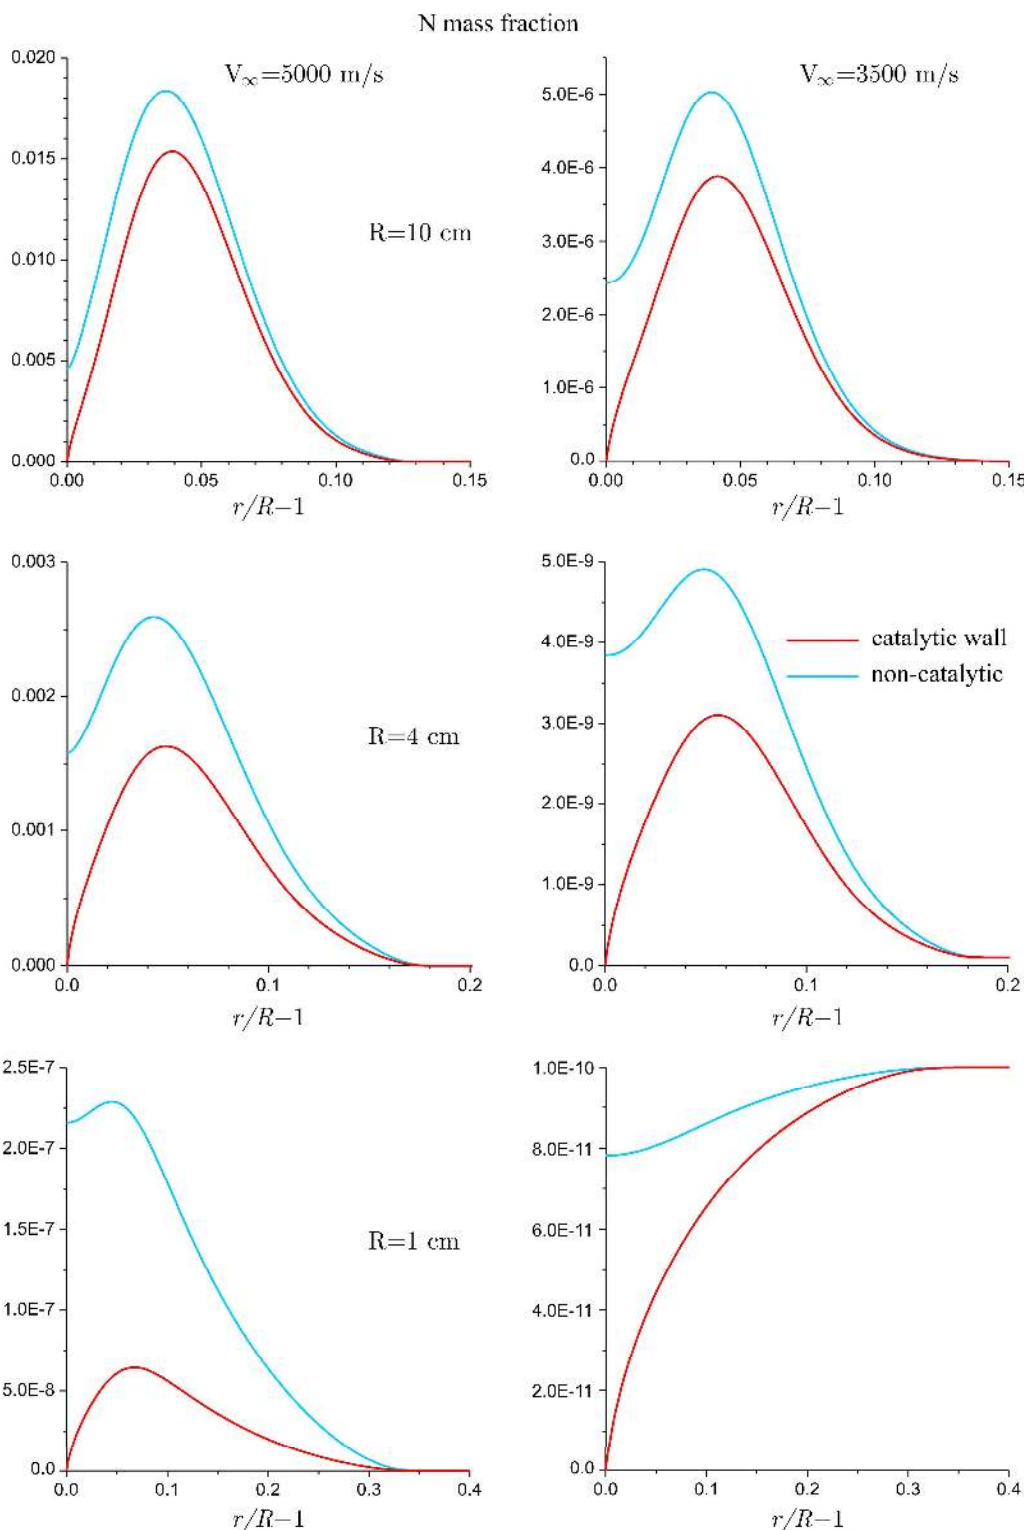 N mass fraction
V∞=5000 m/s
0.020
0.015
0.010
0.005
0.000
0.00 0.05 0.10 0.15
r/R−1
R=10 cm
V∞=3500 m/s
5.0E-6
4.0E-6
3.0E-6
2.0E-6
1.0E-6
0.0
0.00 0.05 0.10 0.15
r/R−1
0.003
0.002
0.001
0.000
0.0 0.1 0.2
r/R−1
R=4 cm
5.0E-9
4.0E-9
3.0E-9
2.0E-9
1.0E-9
0.0
0.0 0.1 0.2
r/R−1
catalytic wall
non-catalytic
2.5E-7
2.0E-7
1.5E-7
1.0E-7
5.0E-8
0.0
0.0 0.1 0.2 0.3 0.4
r/R−1
R=1 cm
1.0E-10
8.0E-11
6.0E-11
4.0E-11
2.0E-11
0.0
0.0 0.1 0.2 0.3 0.4
r/R−1